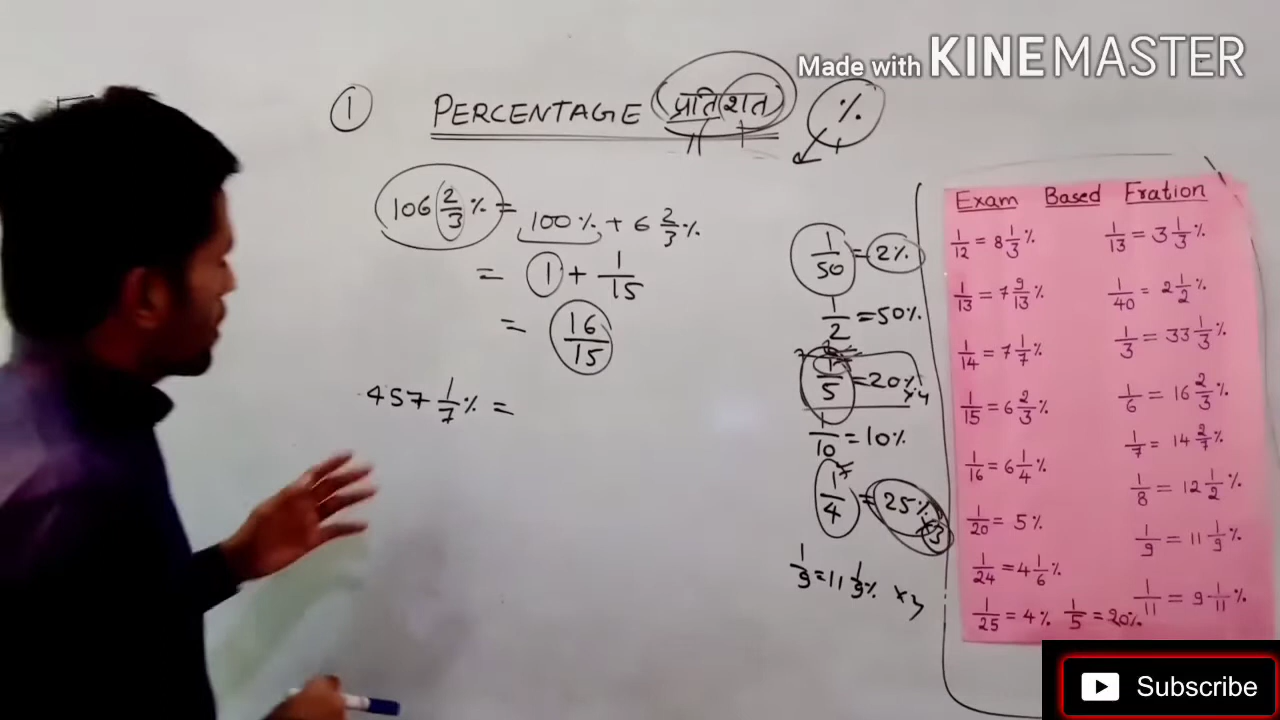 Made with KINEMASTER
① PERCENTAGE प्रतिशत %
106 2/3 % = 100% + 6 2/3 %
= 1 + 1/15
= 16/15
457 1/7 % =
1/50 = 2%
1/2 = 50%
1/5 = 20% ×4
1/10 = 10%
1/4 = 25% ×3
1/9 = 11 1/9 %
Exam Based Fration
1/12 = 8 1/3 %
1/13 = 7 9/13 %
1/14 = 7 1/7 %
1/15 = 6 2/3 %
1/16 = 6 1/4 %
1/20 = 5 %
1/24 = 4 1/6 %
1/25 = 4 % 1/5 = 20%
1/13 = 3 1/3 %
1/40 = 2 1/2 %
1/3 = 33 1/3 %
1/6 = 16 2/3 %
1/7 = 14 2/7 %
1/8 = 12 1/2 %
1/9 = 11 1/9 %
1/11 = 9 1/11 %
Subscribe